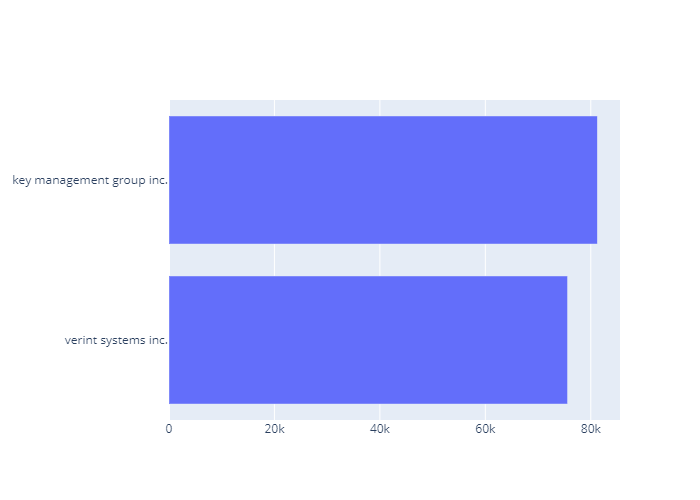 key management group inc.
verint systems inc.
0 20k 40k 60k 80k